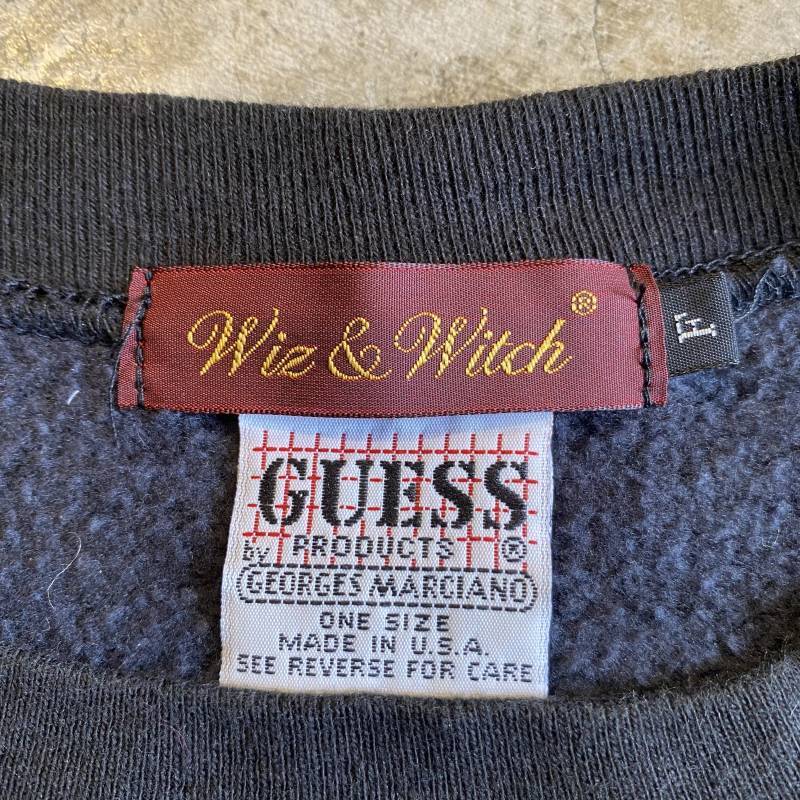 Wiz & Witch ®
F
GUESS
by PRODUCTS ®
GEORGES MARCIANO
ONE SIZE
MADE IN U.S.A.
SEE REVERSE FOR CARE